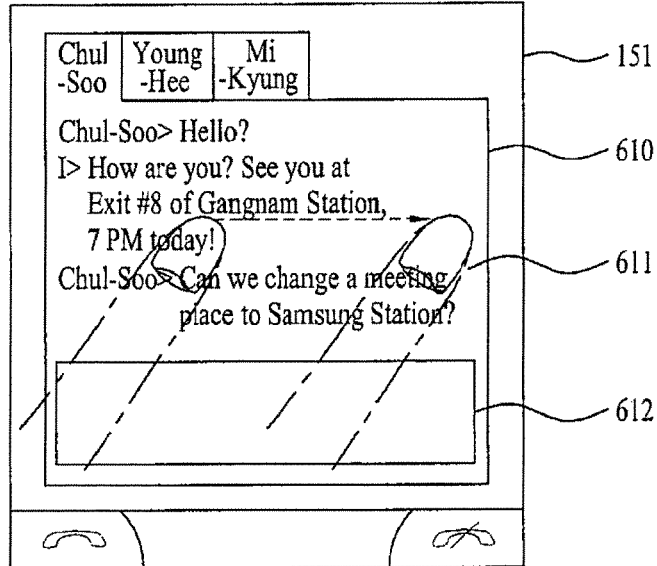 Chul
-Soo
Young
-Hee
Mi
-Kyung
151
Chul-Soo> Hello?
610
I> How are you? See you at
Exit #8 of Gangnam Station,
7 PM today!
611
Chul-Soo> Can we change a meeting
place to Samsung Station?
612